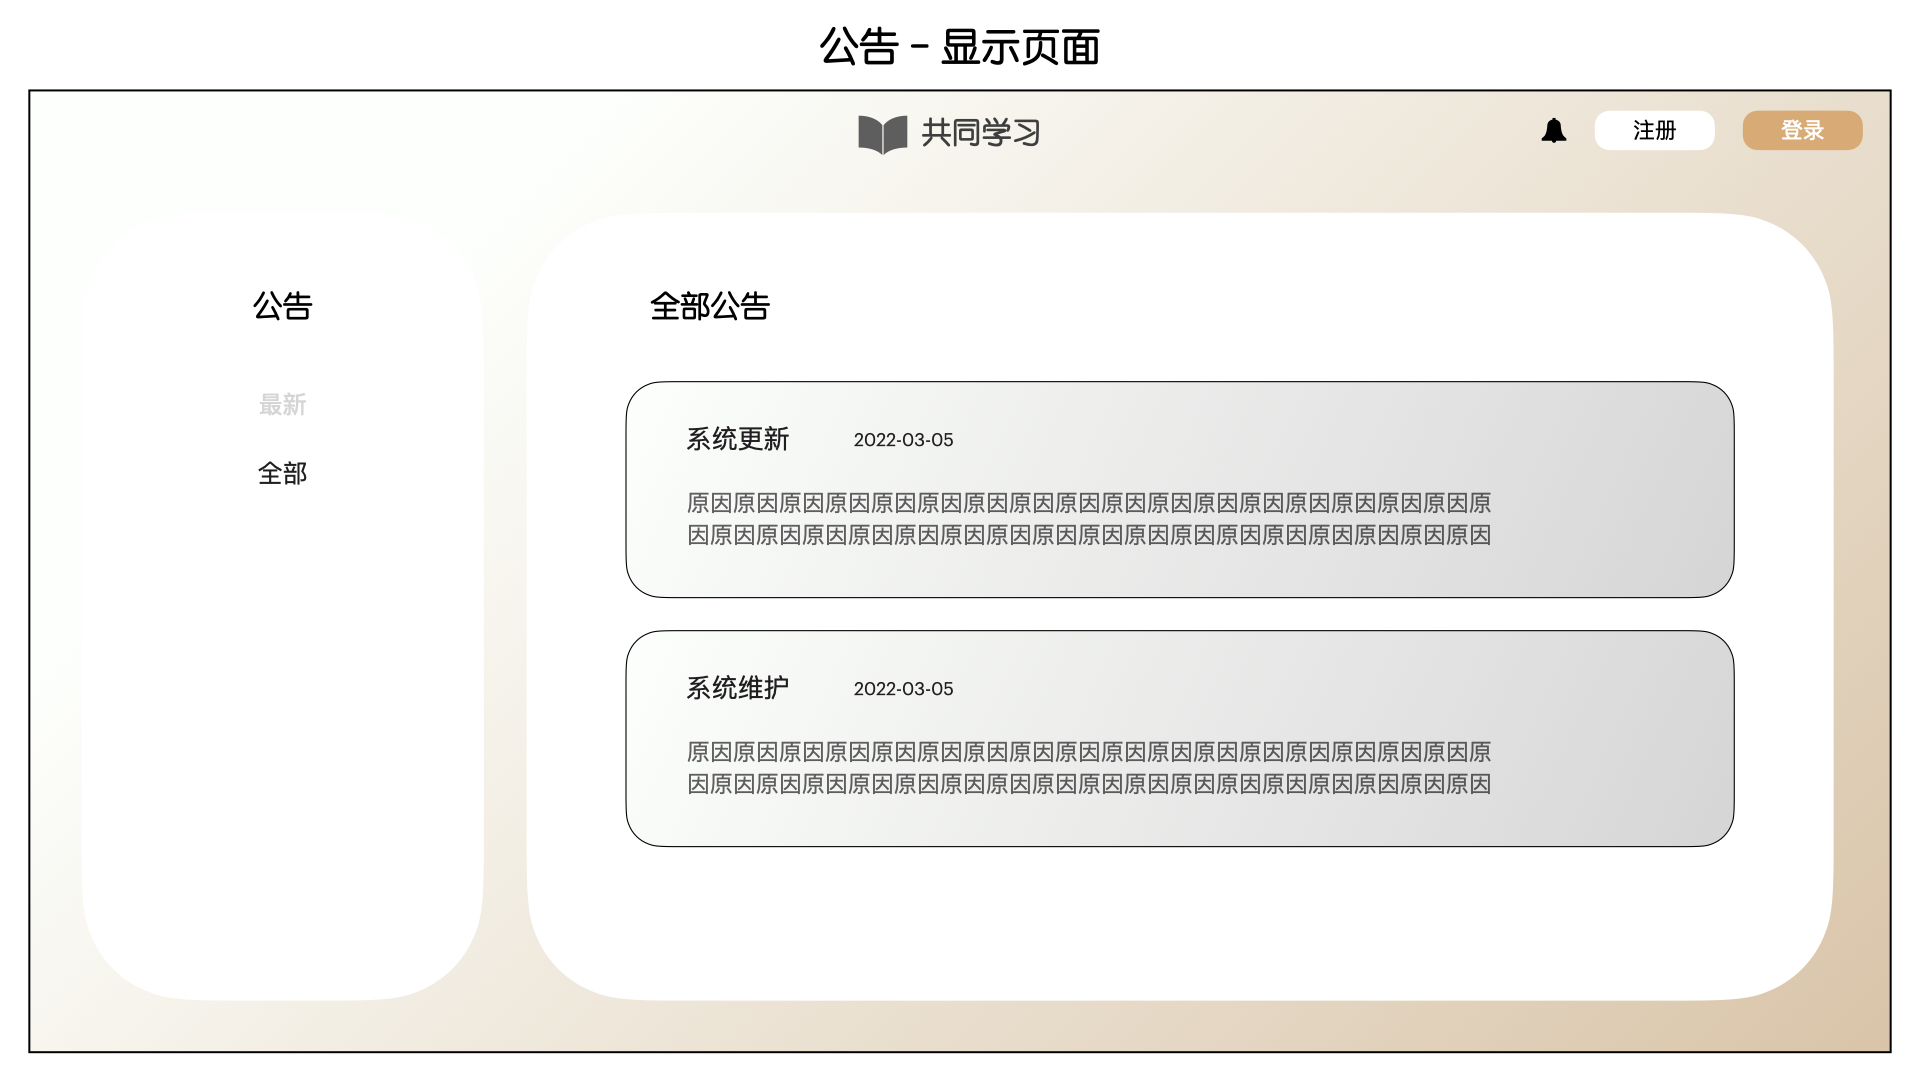 公告 - 显示页面
共同学习
注册
登录
公告
最新
全部
全部公告
系统更新 2022-03-05
原因原因原因原因原因原因原因原因原因原因原因原因原因原因原因原因原因原
因原因原因原因原因原因原因原因原因原因原因原因原因原因原因原因原因原因
系统维护 2022-03-05
原因原因原因原因原因原因原因原因原因原因原因原因原因原因原因原因原因原
因原因原因原因原因原因原因原因原因原因原因原因原因原因原因原因原因原因